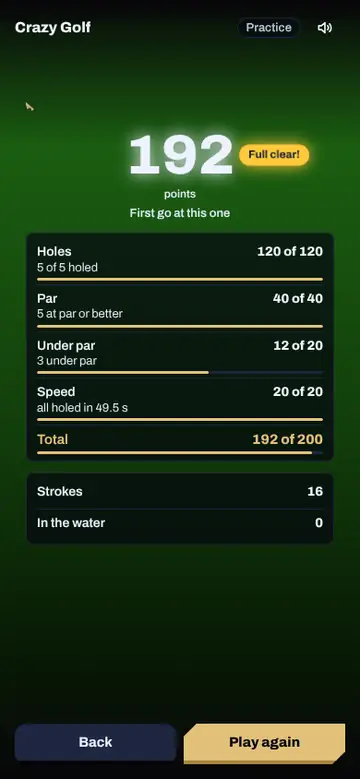 Crazy Golf
Practice
192
Full clear!
points
First go at this one
Holes 120 of 120
5 of 5 holed
Par 40 of 40
5 at par or better
Under par 12 of 20
3 under par
Speed 20 of 20
all holed in 49.5 s
Total 192 of 200
Strokes 16
In the water 0
Back
Play again